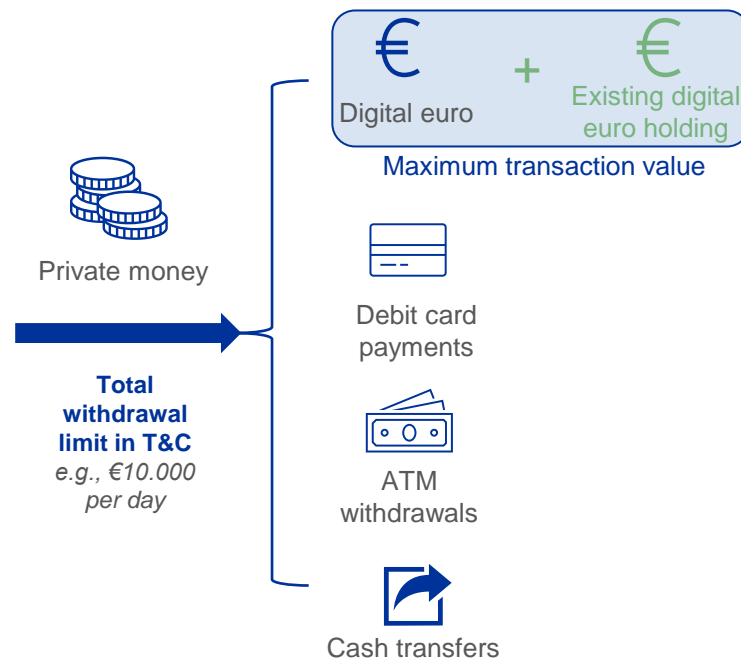 €
+
€
Digital euro
Existing digital
euro holding
Maximum transaction value
Private money
Total
withdrawal
limit in T&C
e.g., €10.000
per day
Debit card
payments
ATM
withdrawals
Cash transfers